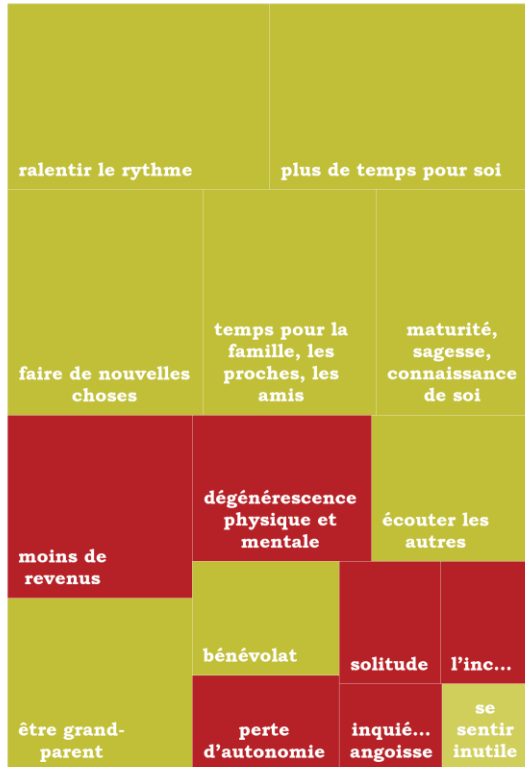 ralentir le rythme
plus de temps pour soi
faire de nouvelles
choses
temps pour la
famille, les
proches, les
amis
maturité,
sagesse,
connaissance
de soi
moins de
revenus
dégénérescence
physique et
mentale
écouter les
autres
être grand-
parent
bénévolat
perte
d'autonomie
solitude
l'inc...
inquié...
angoisse
se
sentir
inutile